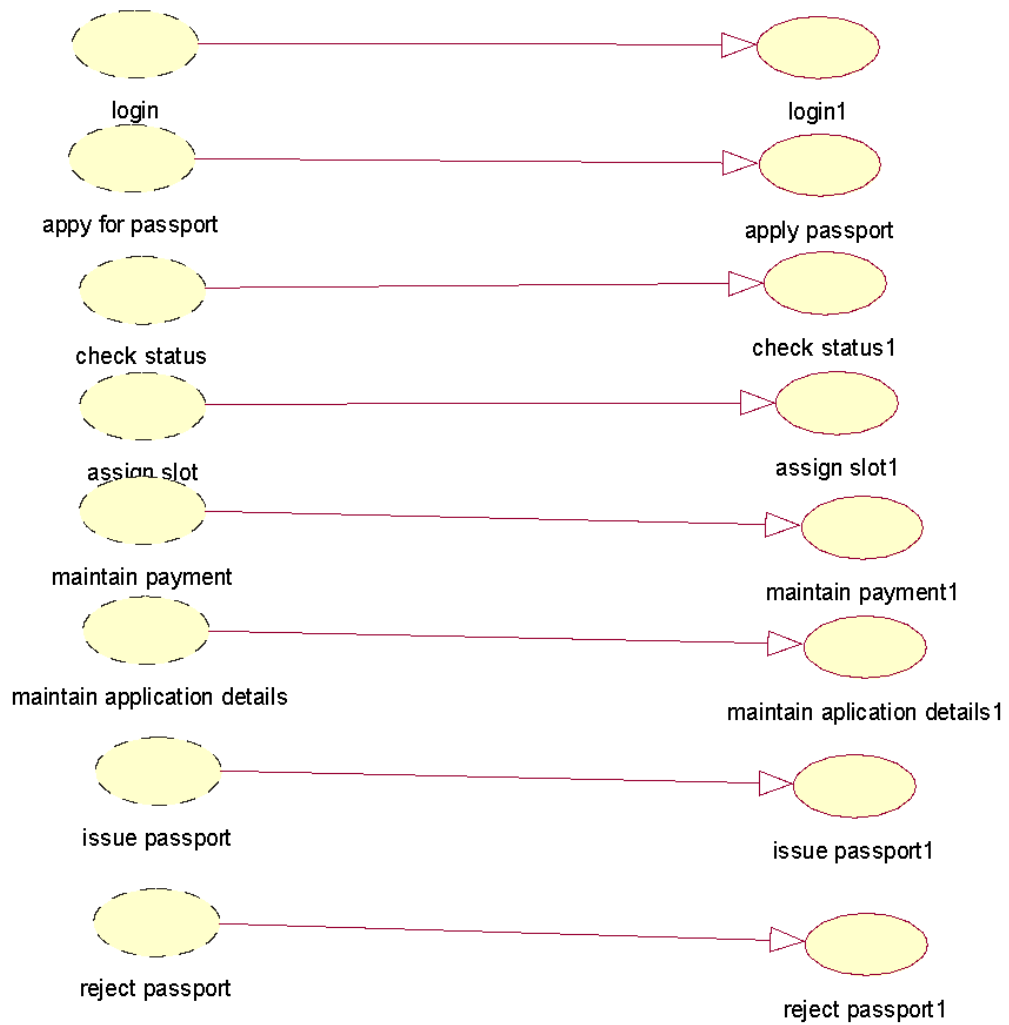 login
login1
appy for passport
apply passport
check status
check status1
assign slot
assign slot1
maintain payment
maintain payment1
maintain application details
maintain aplication details1
issue passport
issue passport1
reject passport
reject passport1